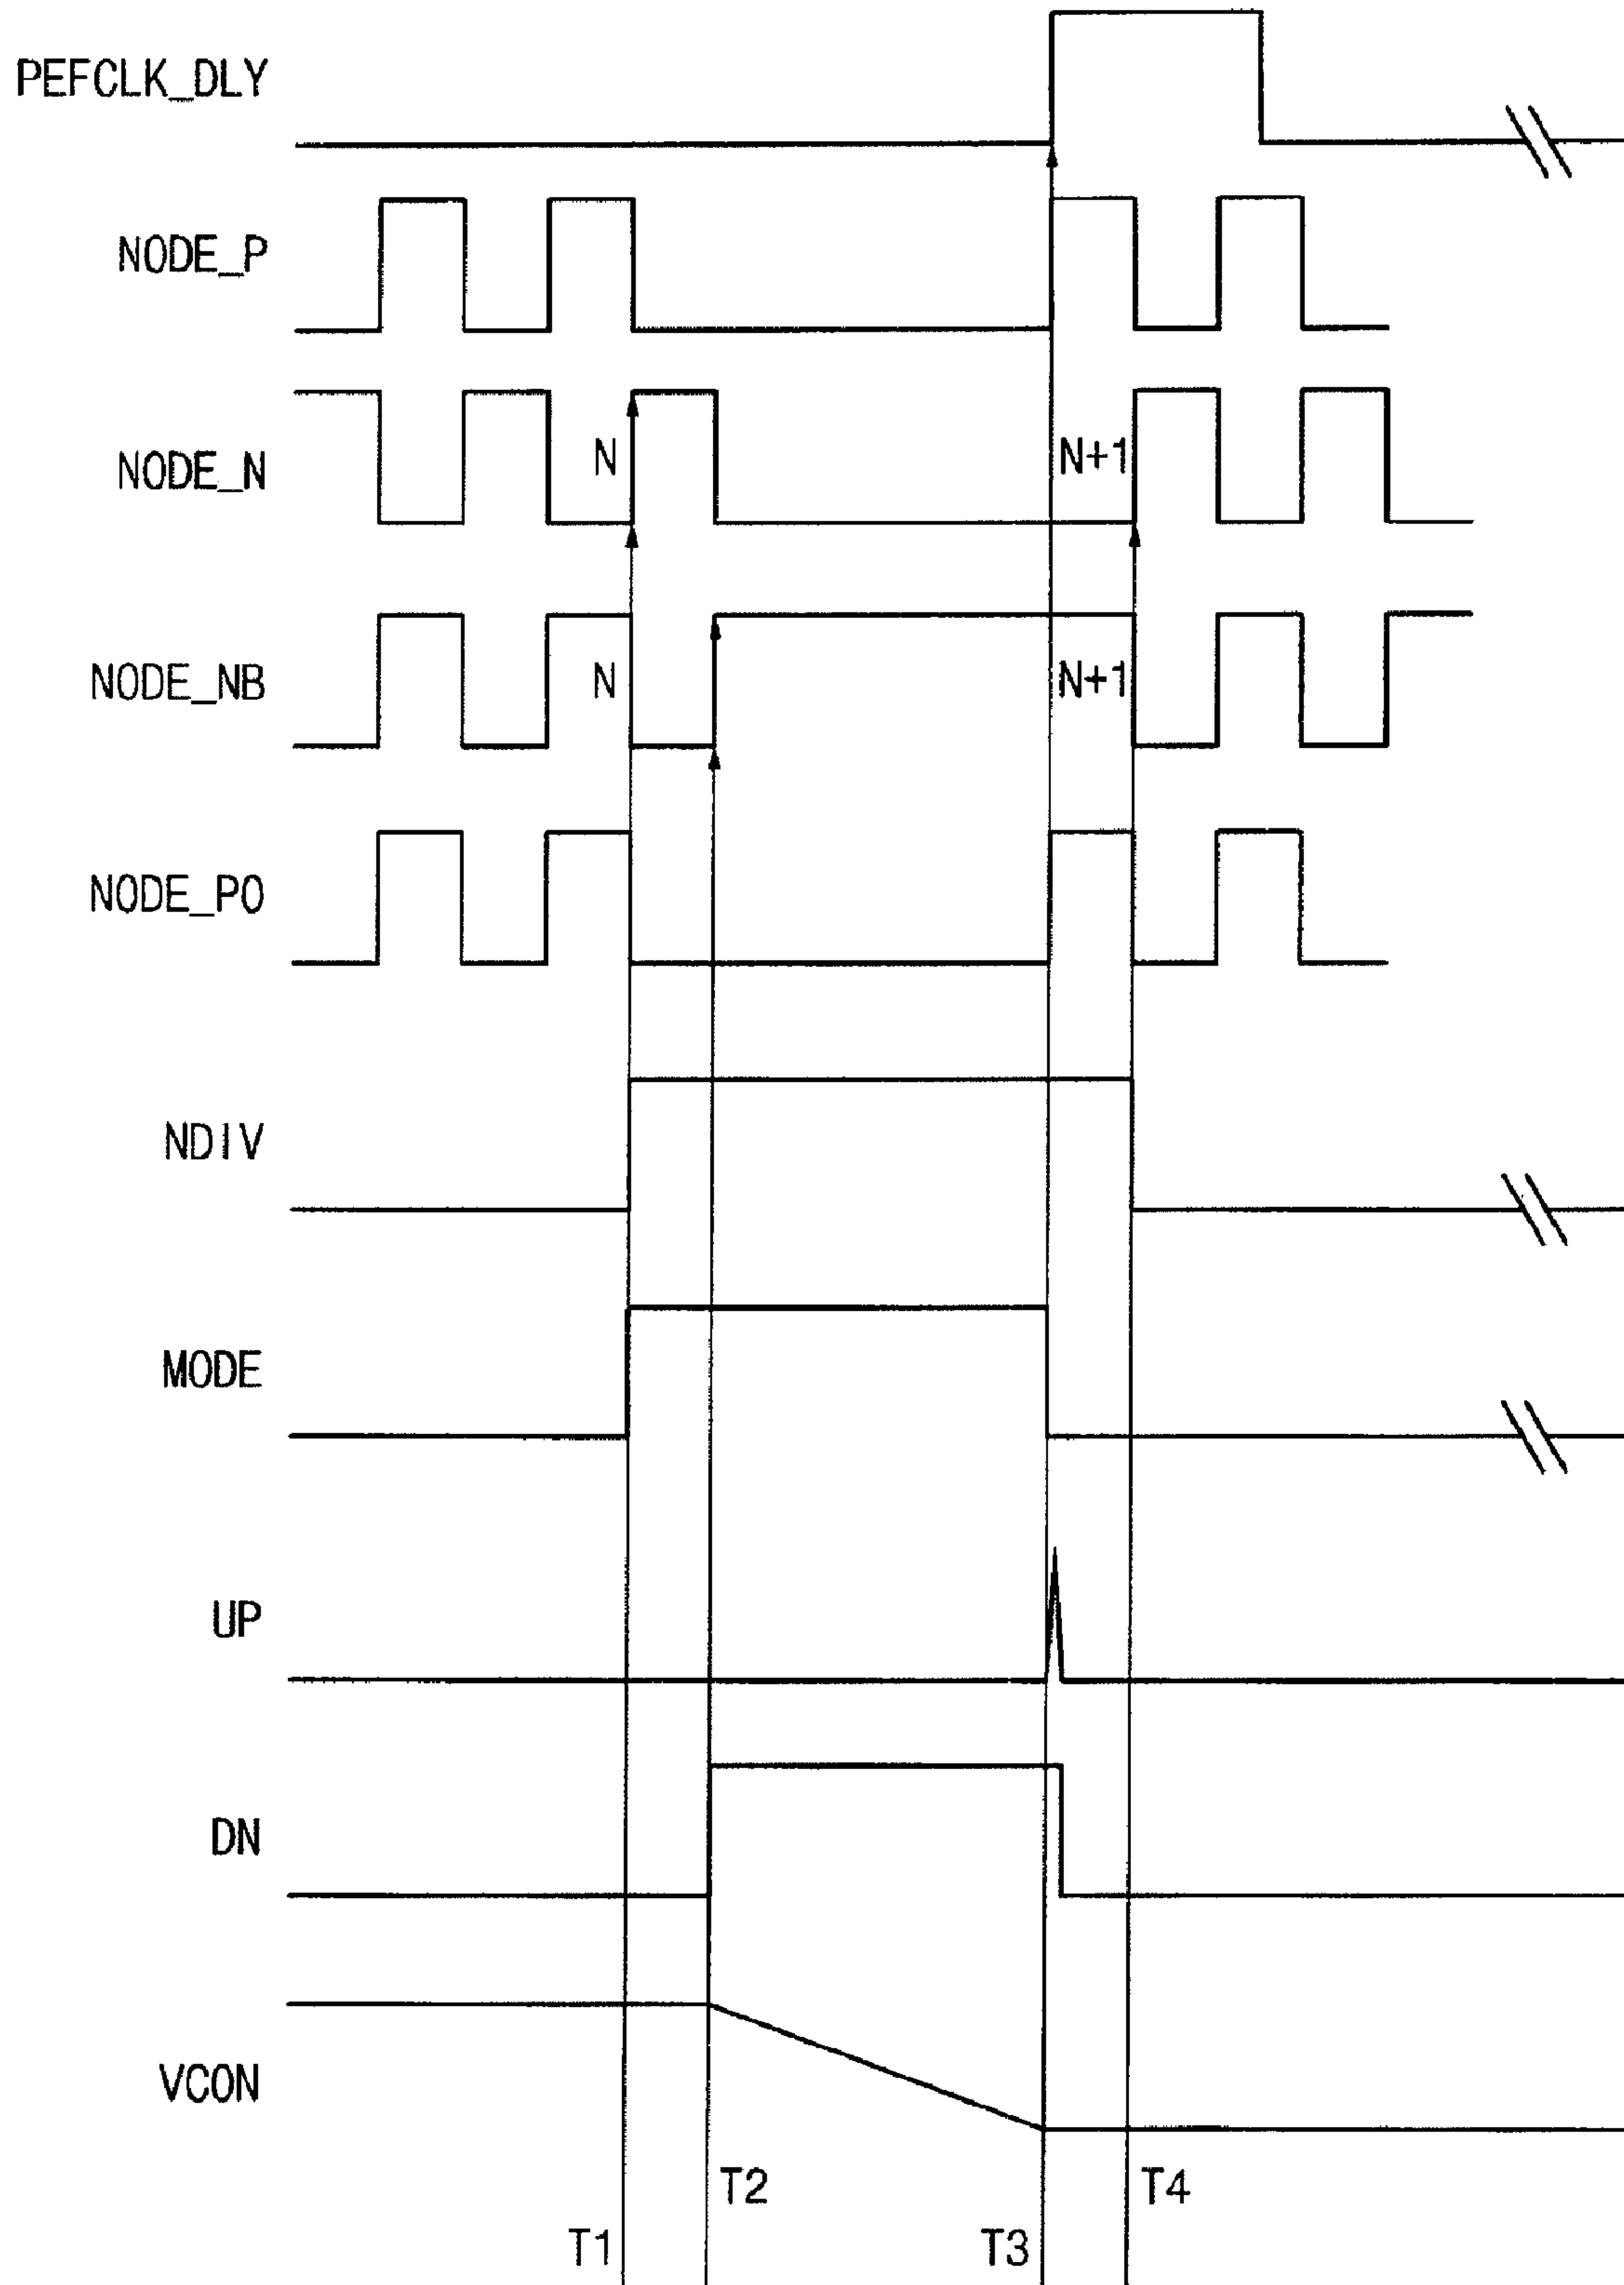 PEFCLK_DLY
NODE_P
NODE_N
N
N+1
NODE_NB
N
N+1
NODE_PO
NDIV
MODE
UP
DN
VCON
T2
T4
T1
T3